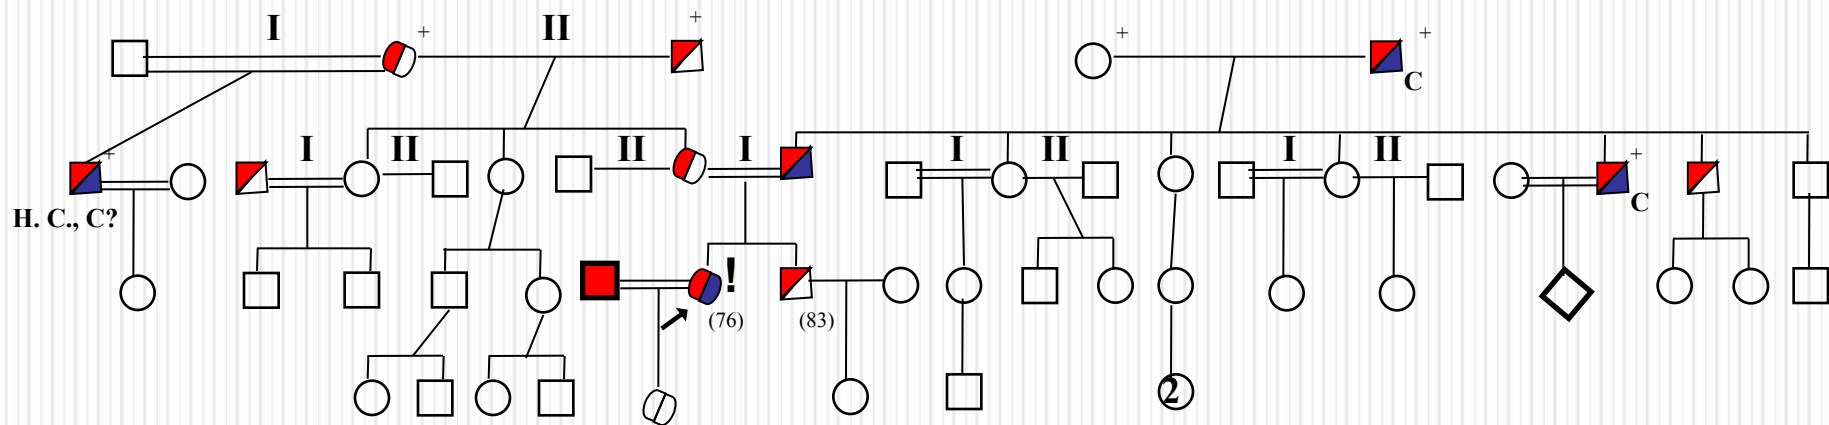 I II
C
I II II I I II I II
H. C., C?
C
!
(76) (83)
2